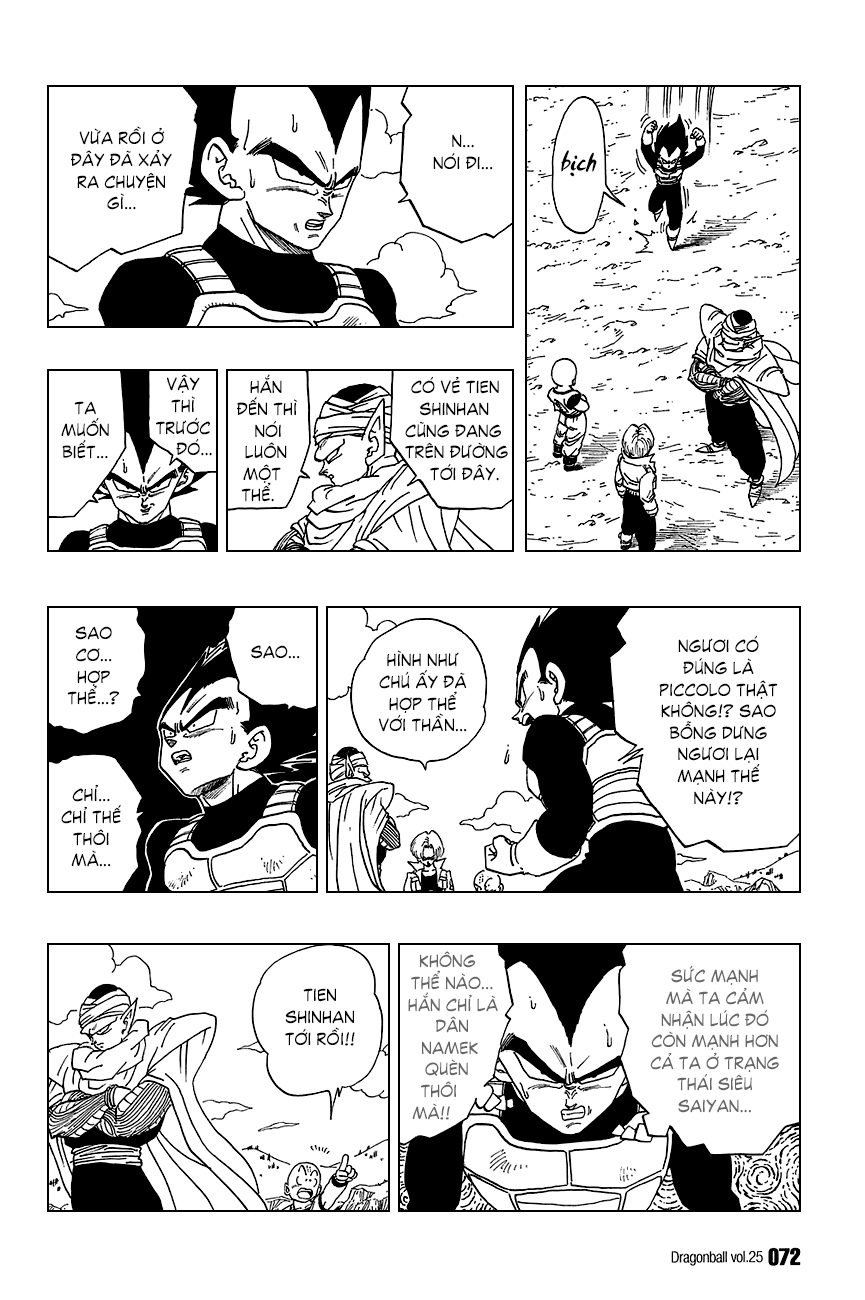 bịch
N...
NÓI ĐI...
VỪA RỒI Ở
ĐÂY ĐÃ XẢY
RA CHUYỆN
GÌ...
CÓ VẺ TIEN
SHINHAN
CŨNG ĐANG
TRÊN ĐƯỜNG
TỚI ĐÂY.
HẮN
ĐẾN THÌ
NÓI
LUÔN
MỘT
THỂ.
VẬY
THÌ
TRƯỚC
ĐÓ...
TA
MUỐN
BIẾT...
NGƯƠI CÓ
ĐÚNG LÀ
PICCOLO THẬT
KHÔNG!? SAO
BỖNG DƯNG
NGƯƠI LẠI
MẠNH THẾ
NÀY!?
HÌNH NHƯ
CHÚ ẤY ĐÃ
HỢP THỂ
VỚI THẦN...
SAO...
SAO
CƠ...
HỢP
THỂ...?
CHỈ...
CHỈ THẾ
THÔI
MÀ...
SỨC MẠNH
MÀ TA CẢM
NHẬN LÚC ĐÓ
CÒN MẠNH HƠN
CẢ TA Ở TRẠNG
THÁI SIÊU
SAIYAN...
KHÔNG
THỂ NÀO...
HẮN CHỈ LÀ
DÂN
NAMEK
QUÈN
THÔI
MÀ!!
TIEN
SHINHAN
TỚI RỒI!!
Dragonball vol.25 072